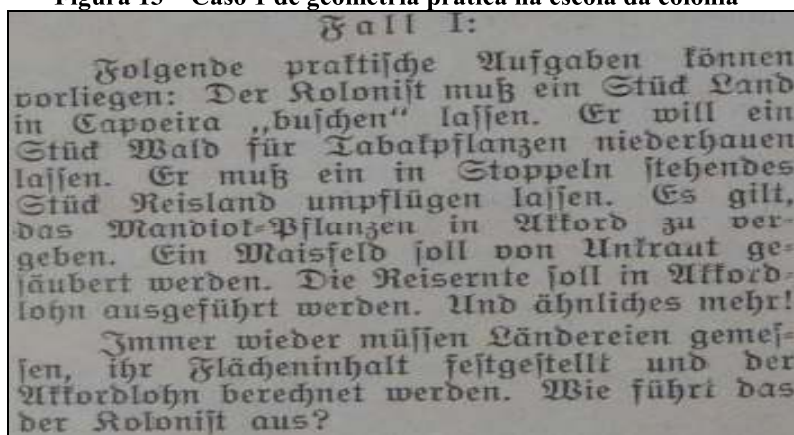 Figura 15 – Caso 1 de geometria prática na escola da colônia
Fall I:
Folgende praktische Aufgaben können
vorliegen: Der Kolonist muß ein Stück Land
in Capoeira „buschen“ lassen. Er will ein
Stück Wald für Tabakpflanzen niederhauen
lassen. Er muß ein in Stoppeln stehendes
Stück Reisland umpflügen lassen. Es gilt,
das Mandiok-Pflanzen in Akkord zu ver-
geben. Ein Maisfeld soll von Unkraut ge-
säubert werden. Die Reisernte soll in Akkord-
lohn ausgeführt werden. Und ähnliches mehr!
Immer wieder müssen Ländereien gemes-
sen, ihr Flächeninhalt festgestellt und der
Akkordlohn berechnet werden. Wie führt das
der Kolonist aus?